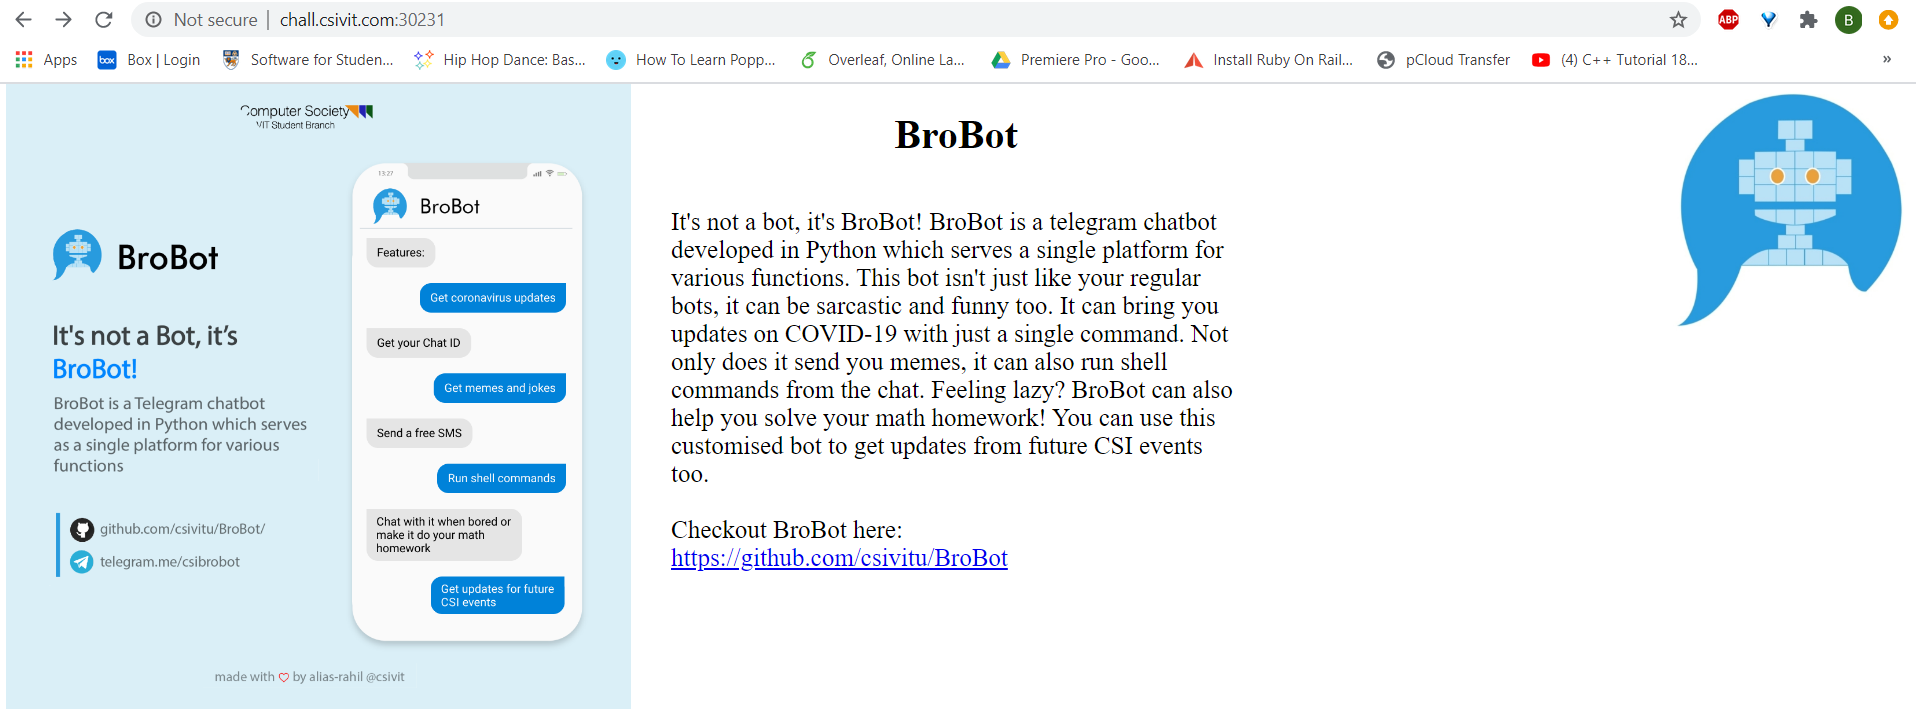 Not secure | chall.csivit.com:30231
ABP
B
Apps
box
Box | Login
Software for Studen...
Hip Hop Dance: Bas...
How To Learn Popp...
Overleaf, Online La...
Premiere Pro - Goo...
Install Ruby On Rail...
pCloud Transfer
(4) C++ Tutorial 18...
»
Computer Society
VIT Student Branch
BroBot
It's not a Bot, it's
BroBot!
BroBot is a Telegram chatbot
developed in Python which serves
as a single platform for various
functions
github.com/csivitu/BroBot/
telegram.me/csibrobot
13:27
BroBot
Features:
Get coronavirus updates
Get your Chat ID
Get memes and jokes
Send a free SMS
Run shell commands
Chat with it when bored or
make it do your math
homework
Get updates for future
CSI events
made with ♡ by alias-rahil @csivit
BroBot
It's not a bot, it's BroBot! BroBot is a telegram chatbot
developed in Python which serves a single platform for
various functions. This bot isn't just like your regular
bots, it can be sarcastic and funny too. It can bring you
updates on COVID-19 with just a single command. Not
only does it send you memes, it can also run shell
commands from the chat. Feeling lazy? BroBot can also
help you solve your math homework! You can use this
customised bot to get updates from future CSI events
too.
Checkout BroBot here:
https://github.com/csivitu/BroBot